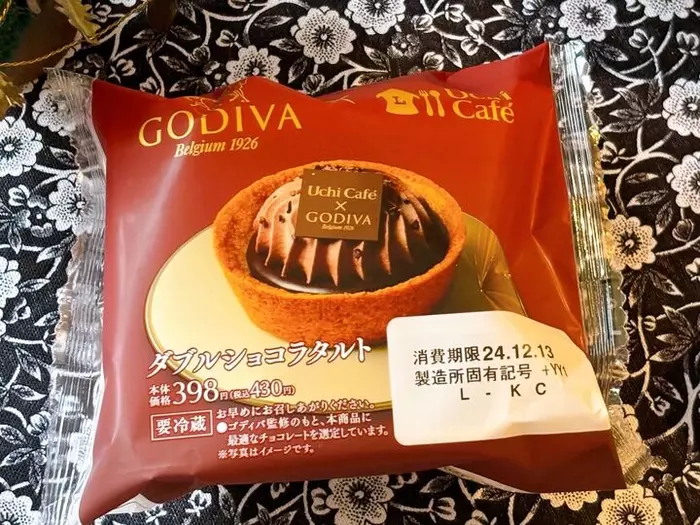 GODIVA
Belgium 1926
×
L
Uchi
Café
Uchi Café
×
GODIVA
Belgium 1926
ダブルショコラタルト
本体価格398円(税込430円)
要冷蔵
お早めにお召しあがりください。
●ゴディバ監修のもと、本商品に
最適なチョコレートを選定しています。
※写真はイメージです。
消費期限24.12.13
製造所固有記号 +VY1
L - K C